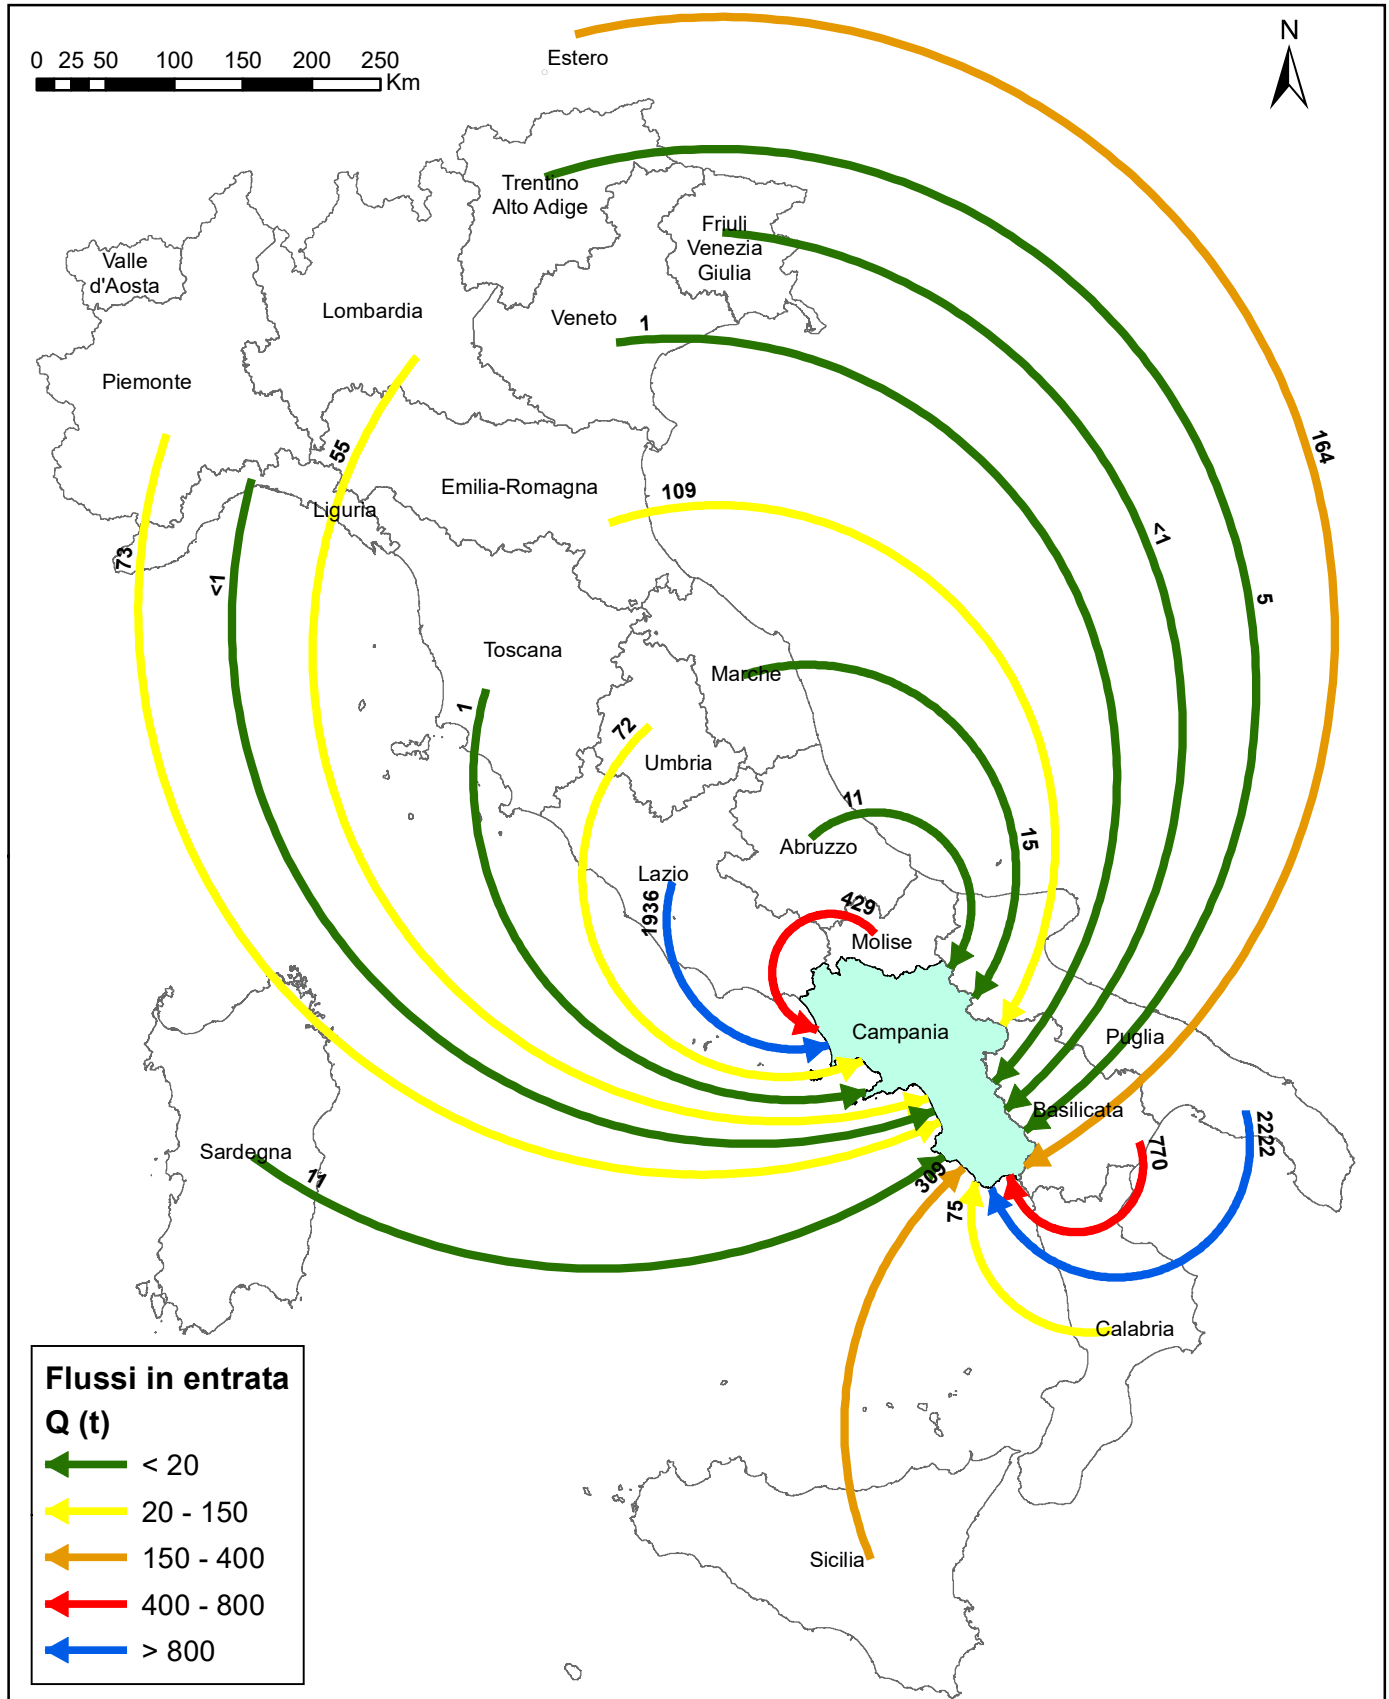 Estero
N
0 25 50 100 150 200 250
Km
Trentino
Alto Adige
Friuli
Venezia
Giulia
Valle
d'Aosta
Lombardia
Veneto
1
Piemonte
55
164
Emilia-Romagna
109
Liguria
<1
73
<1
5
Toscana
Marche
1
72
Umbria
11
15
Abruzzo
Lazio
1936
429
Molise
Campania
Puglia
Basilicata
2222
770
Sardegna
11
309
75
Calabria
Sicilia
Flussi in entrata
Q (t)
< 20
20 - 150
150 - 400
400 - 800
> 800